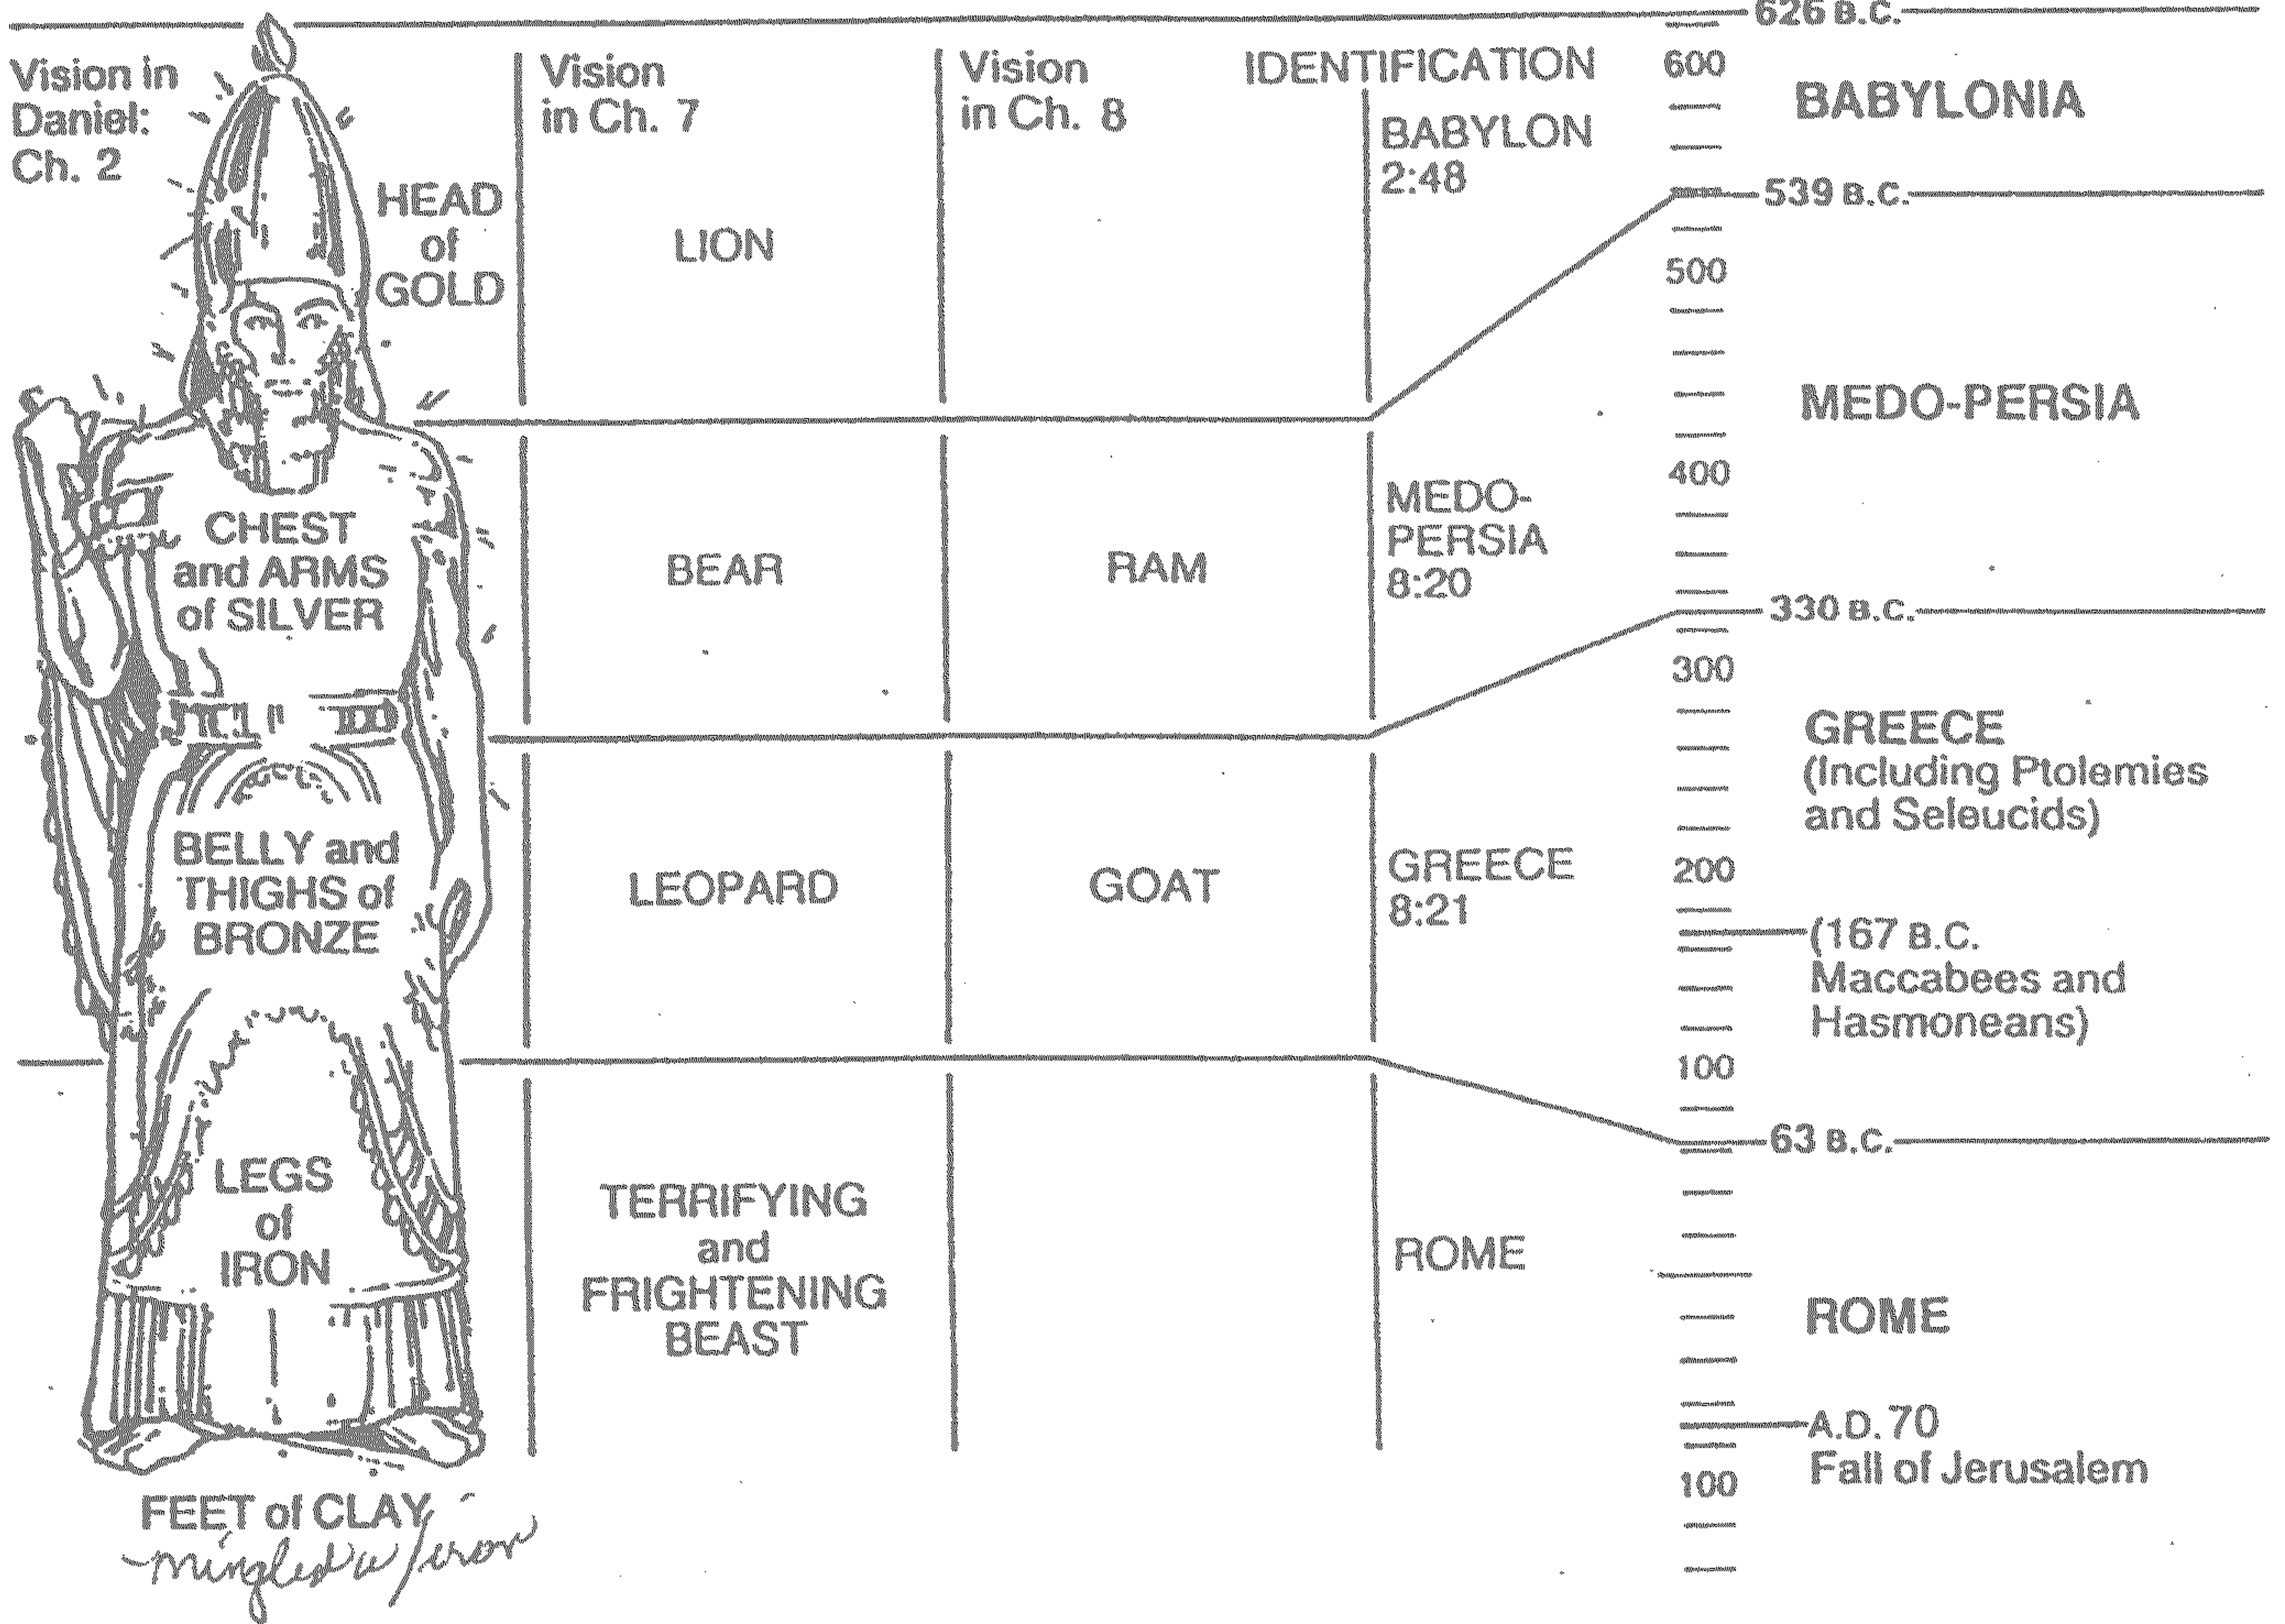 Vision in
Daniel:
Ch. 2
HEAD
of
GOLD
CHEST
and ARMS
of SILVER
BELLY and
THIGHS of
BRONZE
LEGS
of
IRON
FEET of CLAY
-mingled w/iron
Vision
in Ch. 7
LION
BEAR
LEOPARD
TERRIFYING
and
FRIGHTENING
BEAST
Vision
in Ch. 8
RAM
GOAT
IDENTIFICATION
BABYLON
2:48
MEDO-
PERSIA
8:20
GREECE
8:21
ROME
626 B.C.
600
BABYLONIA
539 B.C.
500
MEDO-PERSIA
400
330 B.C.
300
GREECE
(Including Ptolemies
and Seleucids)
200
(167 B.C.
Maccabees and
Hasmoneans)
100
63 B.C.
ROME
A.D. 70
Fall of Jerusalem
100